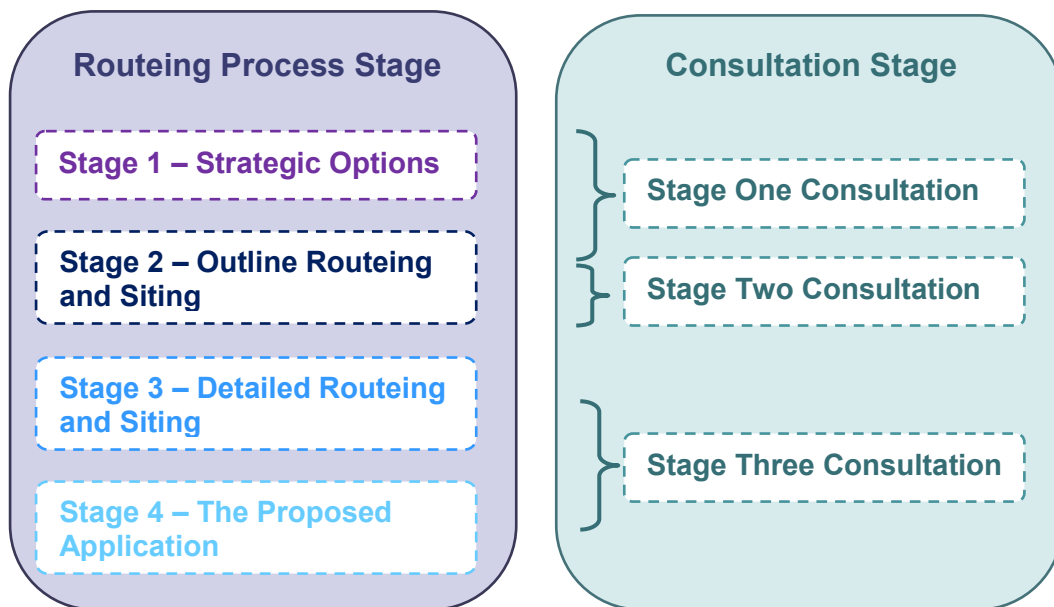 Routeing Process Stage
Stage 1 – Strategic Options
Stage 2 – Outline Routeing
and Siting
Stage 3 – Detailed Routeing
and Siting
Stage 4 – The Proposed
Application
Consultation Stage
Stage One Consultation
Stage Two Consultation
Stage Three Consultation